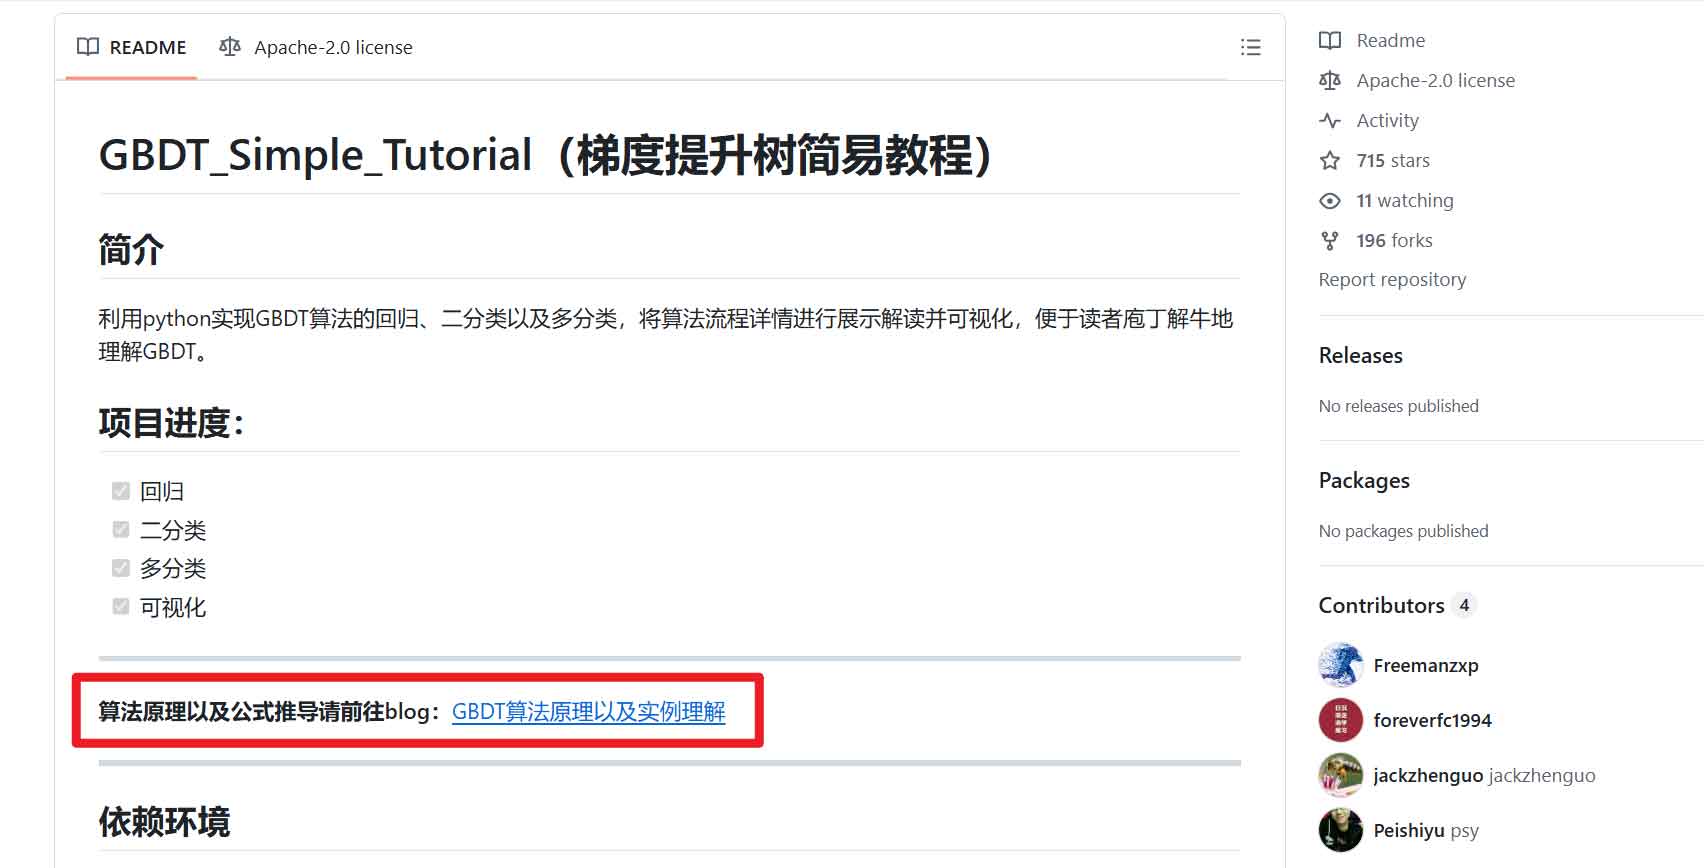 README
Apache-2.0 license
GBDT_Simple_Tutorial（梯度提升树简易教程）
简介
利用python实现GBDT算法的回归、二分类以及多分类，将算法流程详情进行展示解读并可视化，便于读者庖丁解牛地
理解GBDT。
项目进度：
回归
二分类
多分类
可视化
算法原理以及公式推导请前往blog：GBDT算法原理以及实例理解
依赖环境
Readme
Apache-2.0 license
Activity
715 stars
11 watching
196 forks
Report repository
Releases
No releases published
Packages
No packages published
Contributors 4
Freemanzxp
foreverfc1994
jackzhenguo jackzhenguo
Peishiyu psy